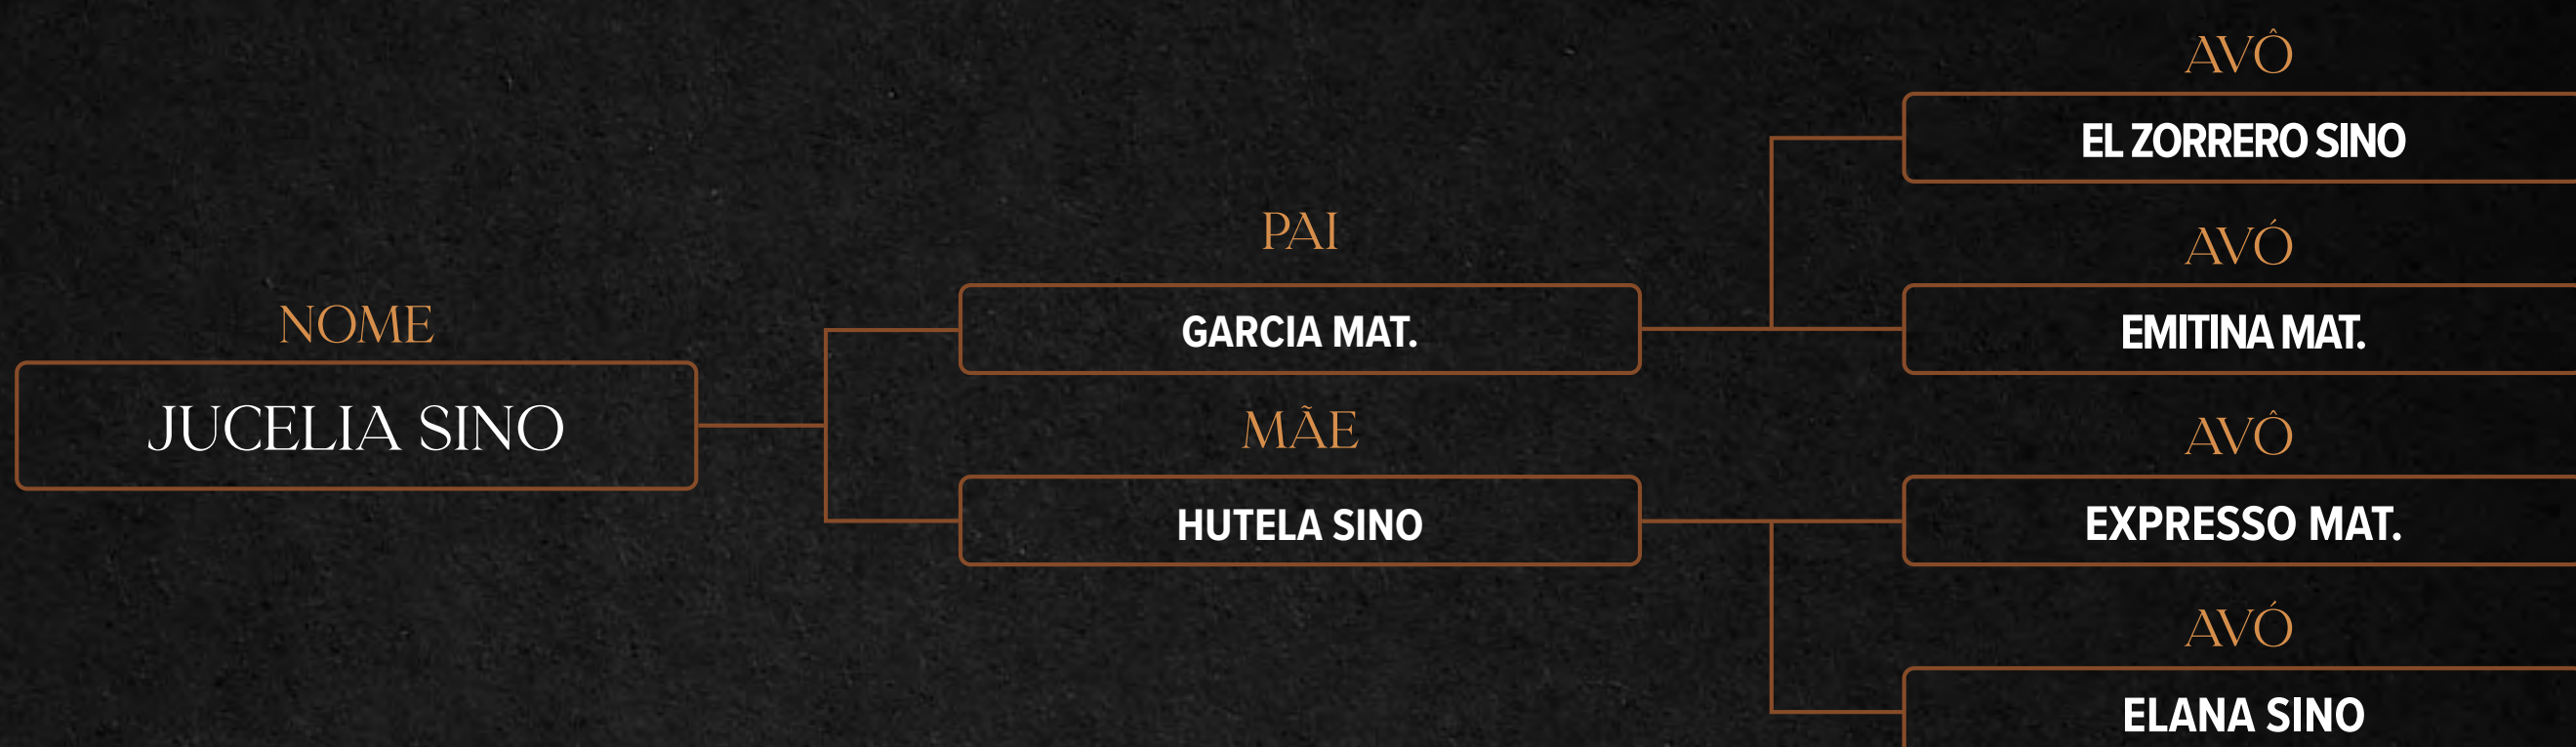 NOME
JUCELIA SINO
PAI
GARCIA MAT.
MÃE
HUTELA SINO
AVÔ
EL ZORRERO SINO
AVÓ
EMITINA MAT.
AVÔ
EXPRESSO MAT.
AVÓ
ELANA SINO